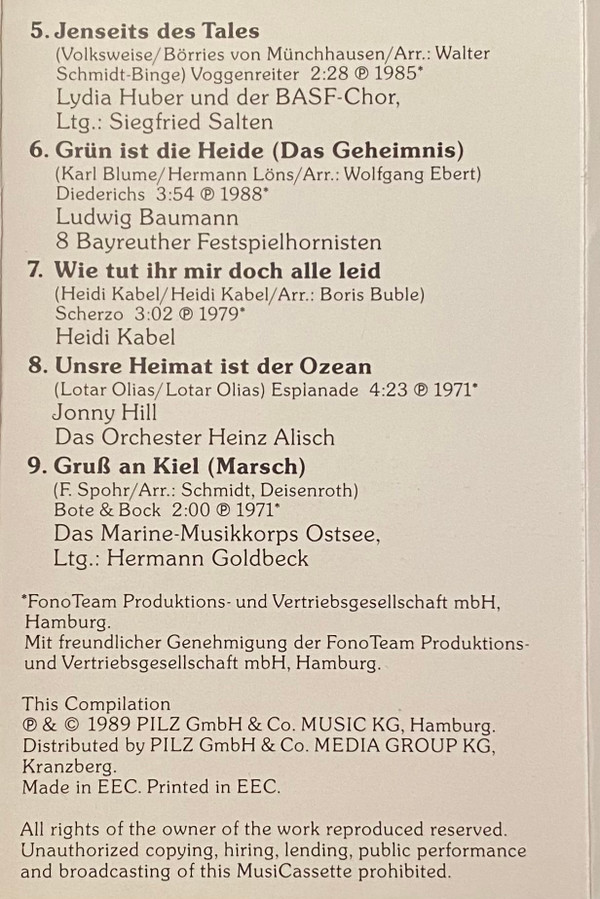 5. Jenseits des Tales
(Volksweise/Börries von Münchhausen/Arr.: Walter
Schmidt-Binge) Voggenreiter 2:28 ℗ 1985*
Lydia Huber und der BASF-Chor,
Ltg.: Siegfried Salten
6. Grün ist die Heide (Das Geheimnis)
(Karl Blume/Hermann Löns/Arr.: Wolfgang Ebert)
Diederichs 3:54 ℗ 1988*
Ludwig Baumann
8 Bayreuther Festspielhornisten
7. Wie tut ihr mir doch alle leid
(Heidi Kabel/Heidi Kabel/Arr.: Boris Buble)
Scherzo 3:02 ℗ 1979*
Heidi Kabel
8. Unsre Heimat ist der Ozean
(Lotar Olias/Lotar Olias) Esplanade 4:23 ℗ 1971*
Jonny Hill
Das Orchester Heinz Alisch
9. Gruß an Kiel (Marsch)
(F. Spohr/Arr.: Schmidt, Deisenroth)
Bote & Bock 2:00 ℗ 1971*
Das Marine-Musikkorps Ostsee,
Ltg.: Hermann Goldbeck
*FonoTeam Produktions- und Vertriebsgesellschaft mbH,
Hamburg.
Mit freundlicher Genehmigung der FonoTeam Produktions-
und Vertriebsgesellschaft mbH, Hamburg.
This Compilation
℗ & © 1989 PILZ GmbH & Co. MUSIC KG, Hamburg.
Distributed by PILZ GmbH & Co. MEDIA GROUP KG,
Kranzberg.
Made in EEC. Printed in EEC.
All rights of the owner of the work reproduced reserved.
Unauthorized copying, hiring, lending, public performance
and broadcasting of this MusiCassette prohibited.